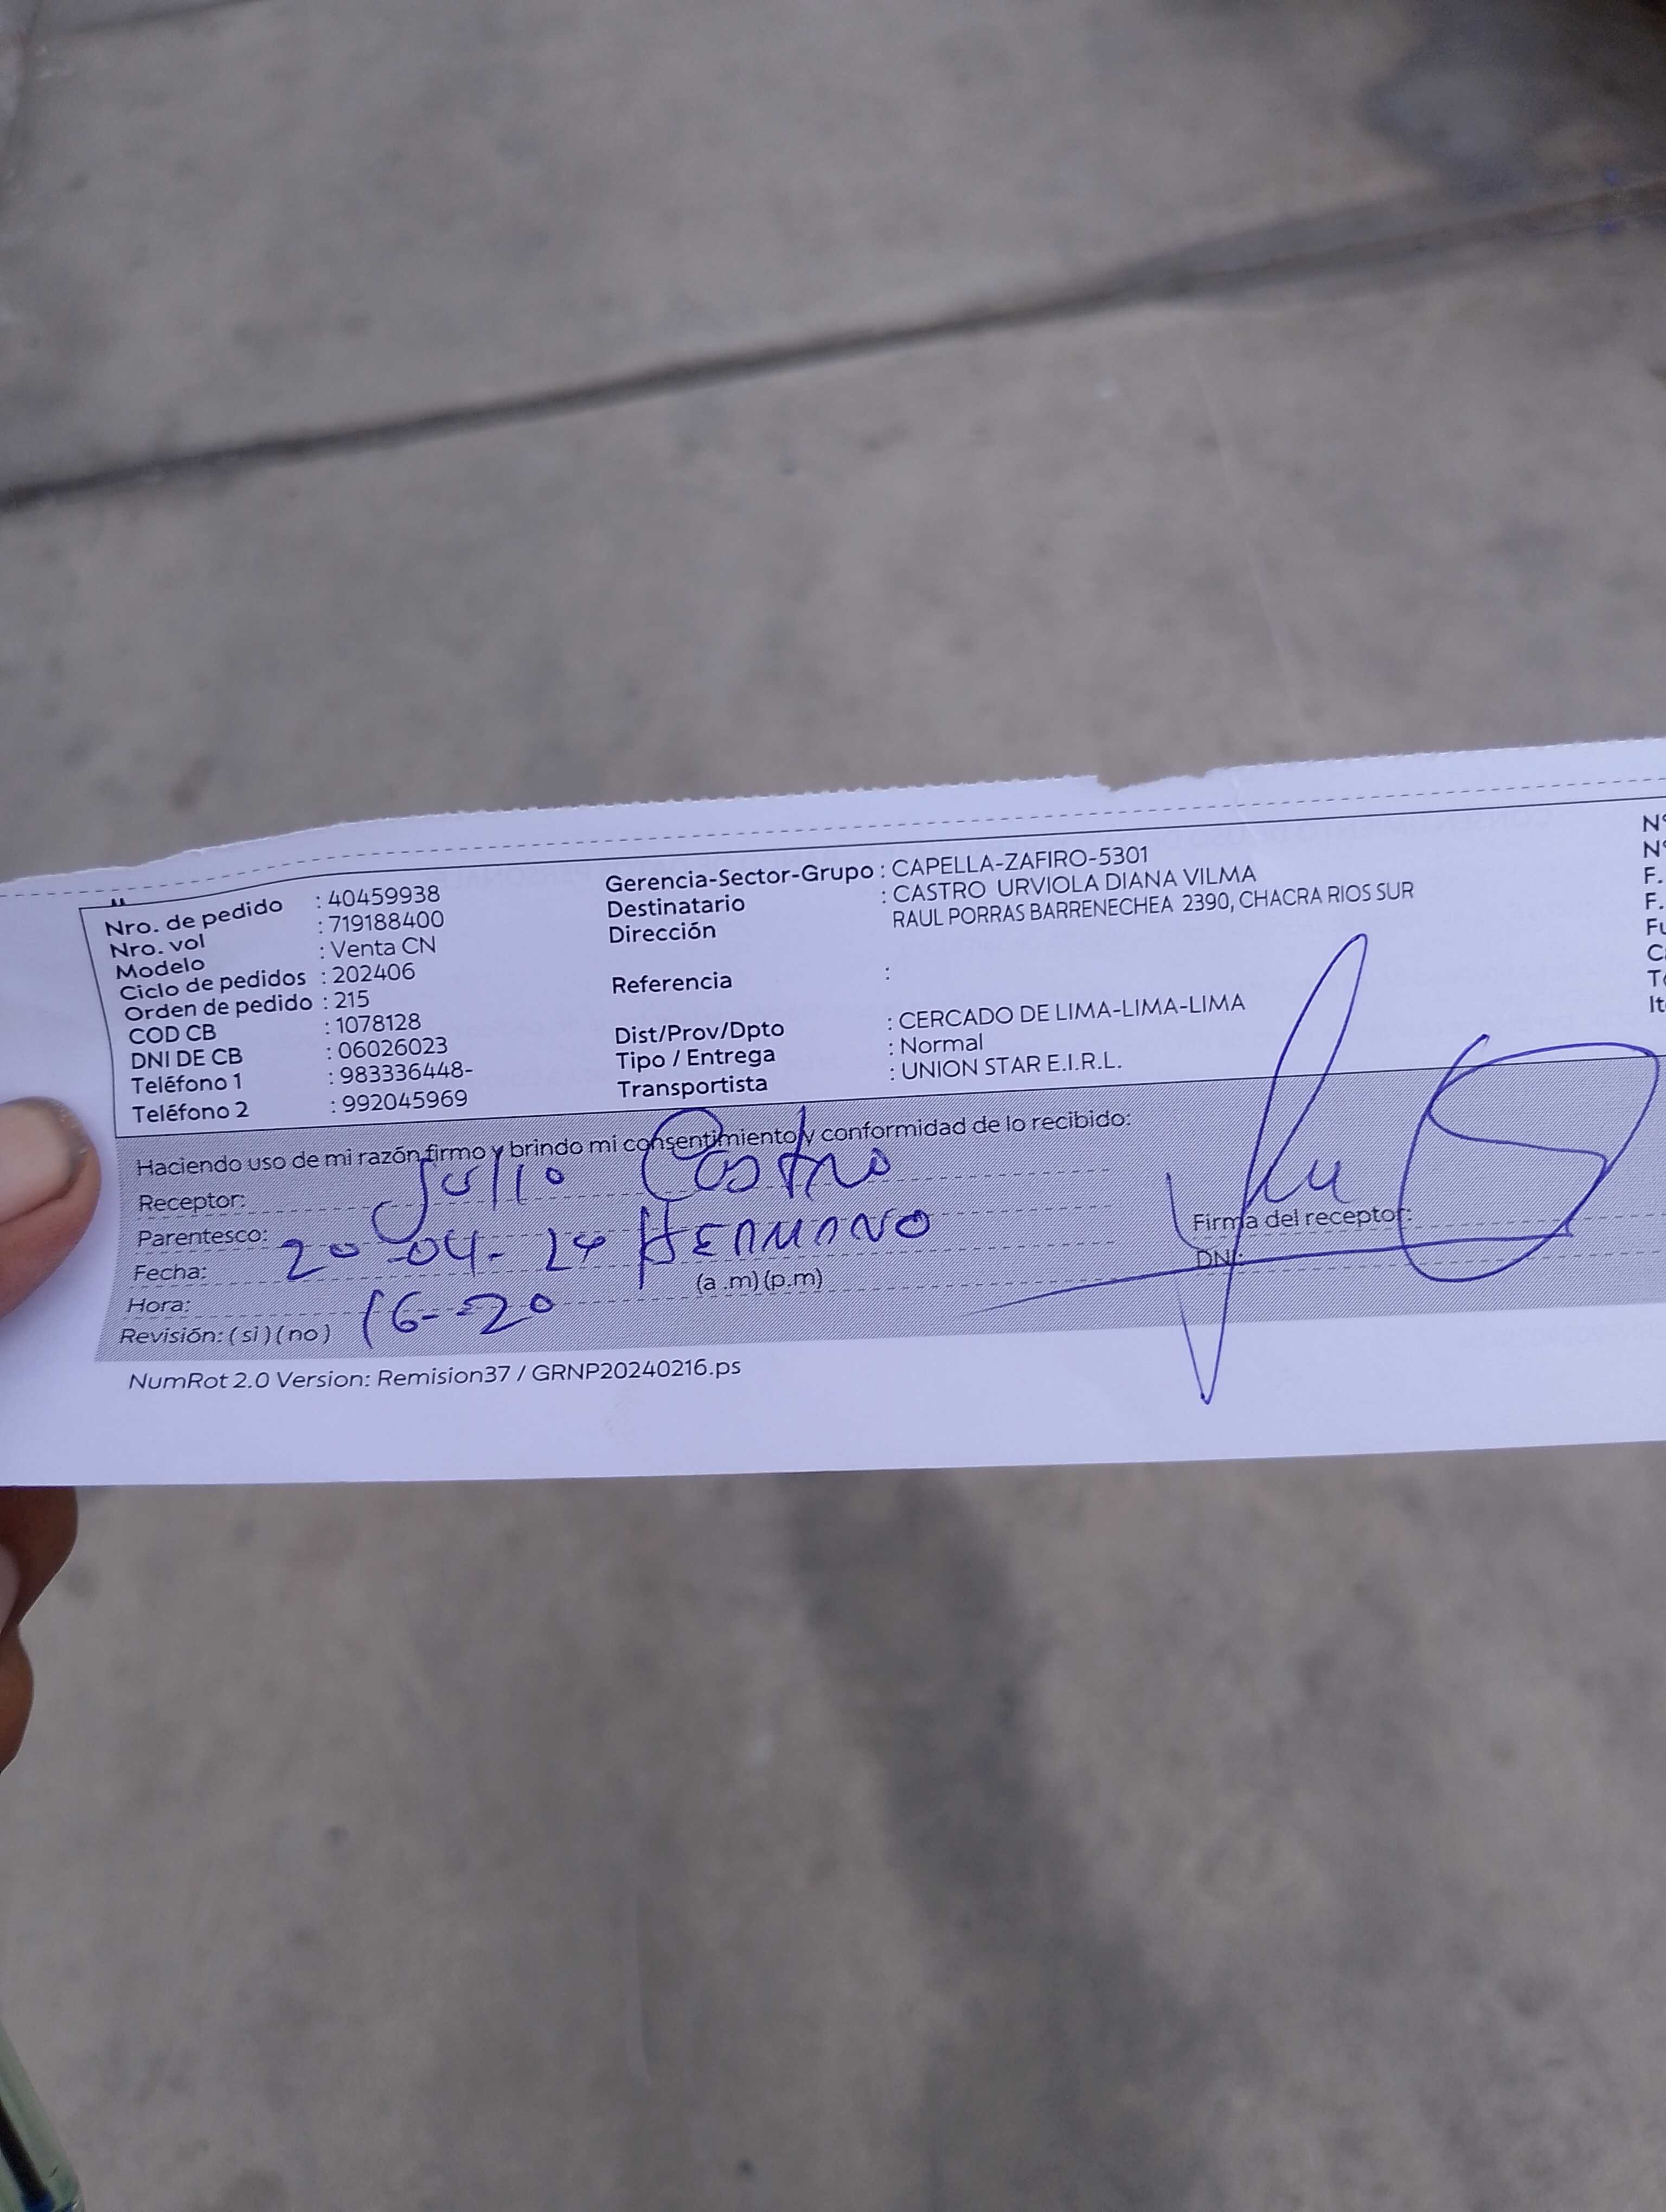 Nro. de pedido : 40459938
Nro. vol : 719188400
Modelo : Venta CN
Ciclo de pedidos : 202406
Orden de pedido : 215
COD CB : 1078128
DNI DE CB : 06026023
Teléfono 1 : 983336448-
Teléfono 2 : 992045969
Gerencia-Sector-Grupo : CAPELLA-ZAFIRO-5301
Destinatario : CASTRO URVIOLA DIANA VILMA
Dirección RAUL PORRAS BARRENECHEA 2390, CHACRA RIOS SUR
Referencia :
Dist/Prov/Dpto : CERCADO DE LIMA-LIMA-LIMA
Tipo / Entrega : Normal
Transportista : UNION STAR E.I.R.L.
N°
N°
F.
F.
Fu
C
To
It
Haciendo uso de mi razón firmo y brindo mi consentimiento y conformidad de lo recibido:
Receptor: Julio Castro
Parentesco: HERMANO
Fecha: 20-04-24
Hora: 16-20 (a .m) (p.m)
Revisión: ( si ) ( no )
Firma del receptor:
DNI:
NumRot 2.0 Version: Remision37 / GRNP20240216.ps